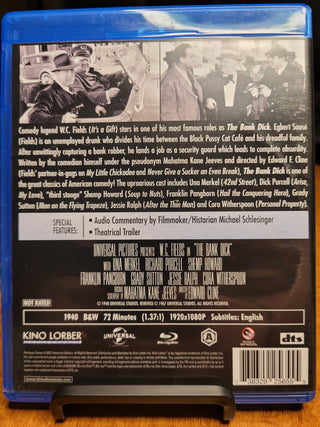 Comedy legend W.C. Fields (It's a Gift) stars in one of his most famous roles as The Bank Dick. Egbert Sousé
(Fields) is an unemployed drunk who divides his time between the Black Pussy Cat Café and his dreadful family.
After unwittingly capturing a bank robber, he lands a job as a security guard which leads to complete absurdity.
Written by the comedian himself under the pseudonym Mahatma Kane Jeeves and directed by Edward F. Cline
(Fields' partner-in-gags on My Little Chickadee and Never Give a Sucker an Even Break), The Bank Dick is one of the
great classics of American comedy! The uproarious cast includes Una Merkel (42nd Street), Dick Purcell (Arise,
My Love), "third stooge" Shemp Howard (Soup to Nuts), Franklin Pangborn (Hail the Conquering Hero), Grady
Sutton (Man on the Flying Trapeze), Jessie Ralph (After the Thin Man) and Cora Witherspoon (Personal Property).
SPECIAL
FEATURES:
• Audio Commentary by Filmmaker/Historian Michael Schlesinger
• Theatrical Trailer
UNIVERSAL PICTURES PRESENTS W.C. FIELDS IN "THE BANK DICK"
WITH UNA MERKEL RICHARD PURCELL SHEMP HOWARD
FRANKLIN PANGBORN GRADY SUTTON JESSIE RALPH CORA WITHERSPOON
SCREENPLAY BY MAHATMA KANE JEEVES DIRECTED BY EDWARD CLINE
NOT RATED
1940 B&W 72 Minutes (1.37:1) 1920x1080P Subtitles: English
KINO LORBER
UNIVERSAL
Blu-ray Disc
A
dts